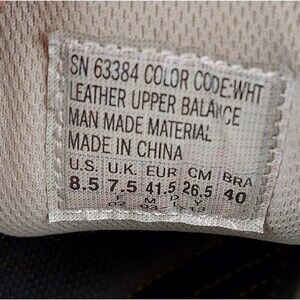 SN 63384 COLOR CODE:WHT
LEATHER UPPER BALANCE
MAN MADE MATERIAL
MADE IN CHINA
U.S. U.K. EUR CM BRA
8.5 7.5 41.5 26.5 40